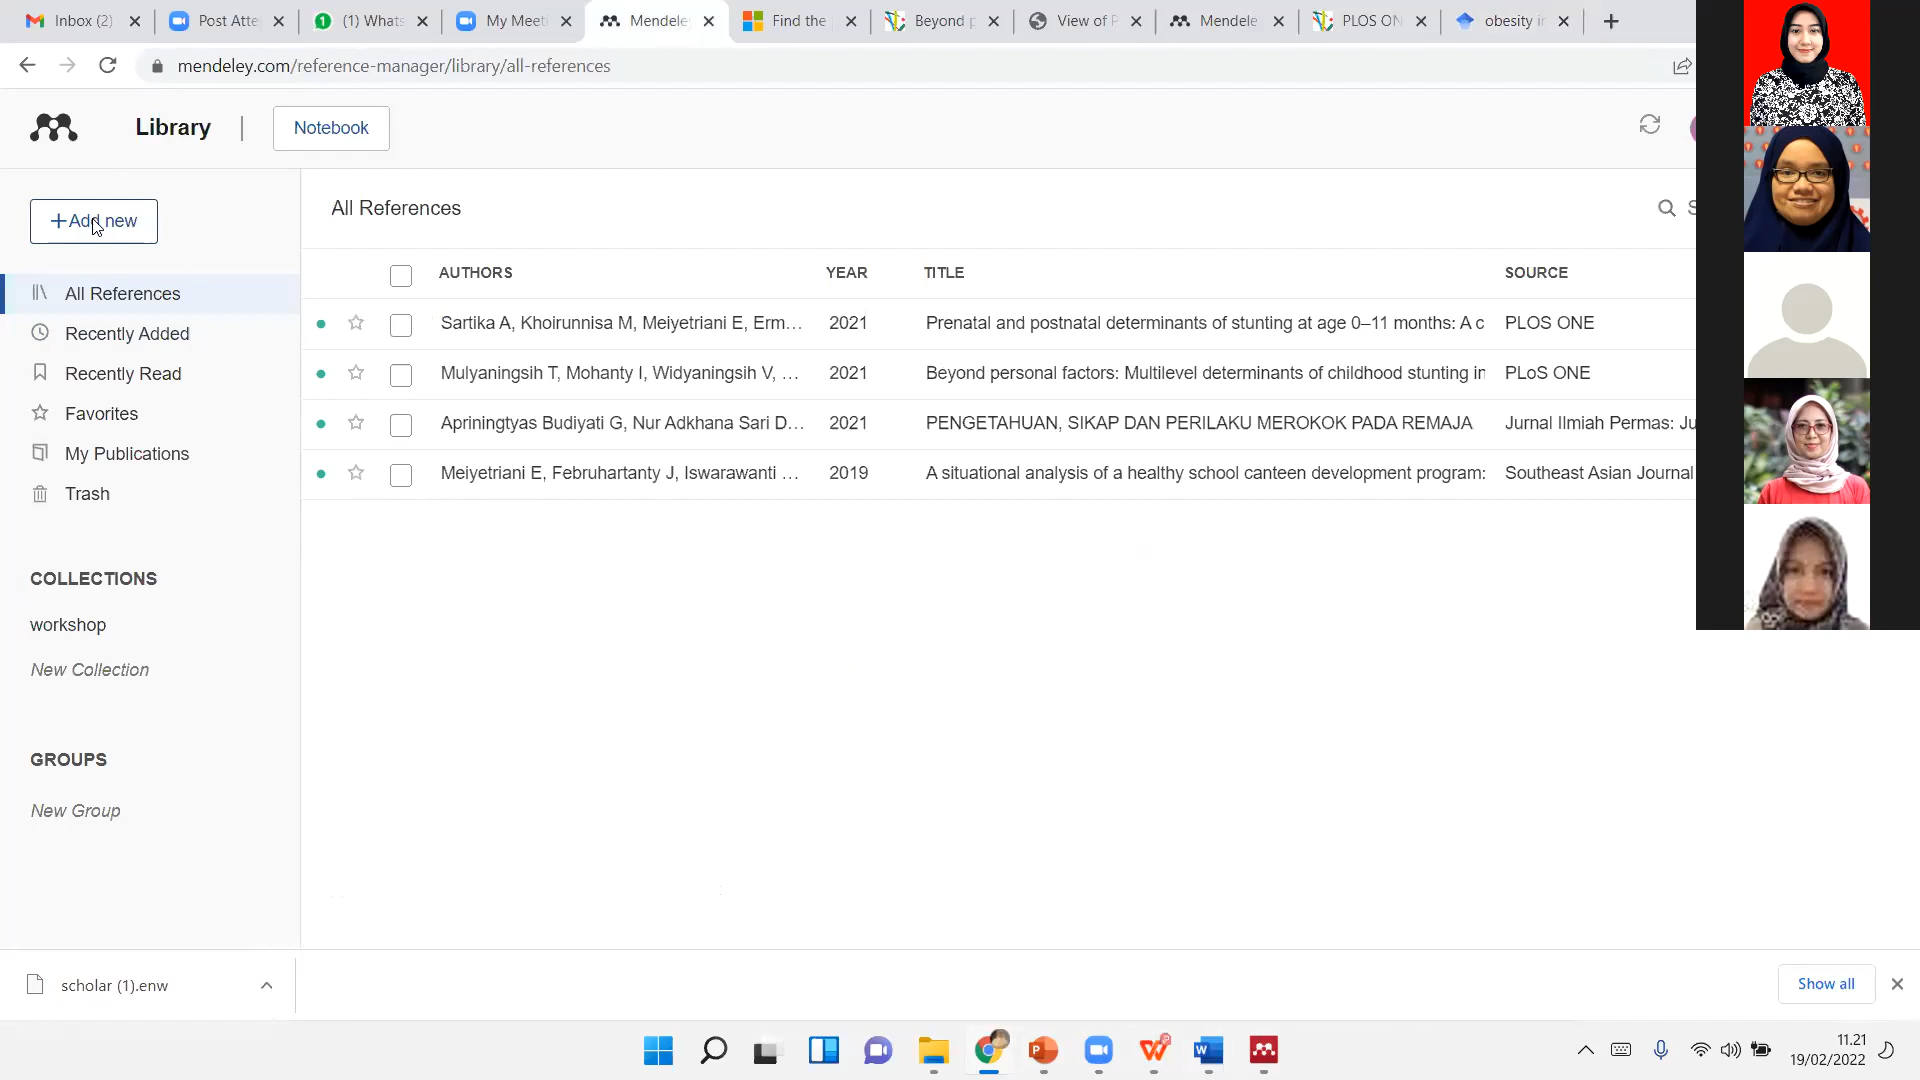 Inbox (2)
Post Atte
(1) Whats
My Meeti
Mendeley
Find the
Beyond p
View of P
Mendele
PLOS ON
obesity in
mendeley.com/reference-manager/library/all-references
Library
Notebook
+Add new
All References
Recently Added
Recently Read
Favorites
My Publications
Trash
COLLECTIONS
workshop
New Collection
GROUPS
New Group
All References
AUTHORS YEAR TITLE SOURCE
Sartika A, Khoirunnisa M, Meiyetriani E, Erm... 2021 Prenatal and postnatal determinants of stunting at age 0–11 months: A c PLOS ONE
Mulyaningsih T, Mohanty I, Widyaningsih V, ... 2021 Beyond personal factors: Multilevel determinants of childhood stunting in PLoS ONE
Apriningtyas Budiyati G, Nur Adkhana Sari D... 2021 PENGETAHUAN, SIKAP DAN PERILAKU MEROKOK PADA REMAJA Jurnal Ilmiah Permas: Ju
Meiyetriani E, Februhartanty J, Iswarawanti ... 2019 A situational analysis of a healthy school canteen development program: Southeast Asian Journal
scholar (1).enw
Show all
11.21
19/02/2022